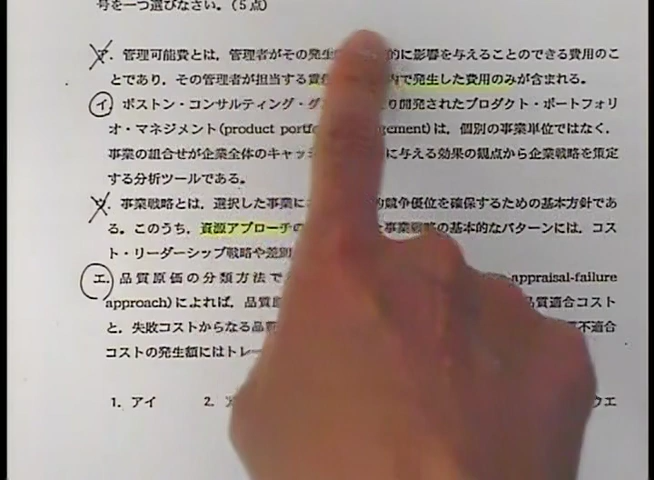 号を一つ選びなさい。（５点）
ア. 管理可能費とは，管理者がその発生 的に影響を与えることのできる費用のこ
とであり，その管理者が担当する責任 内で発生した費用のみが含まれる。
イ. ボストン・コンサルティング・グ り開発されたプロダクト・ポートフォリ
オ・マネジメント(product portfo gement)は，個別の事業単位ではなく，
事業の組合せが企業全体のキャッシ に与える効果の観点から企業戦略を策定
する分析ツールである。
ウ. 事業戦略とは，選択した事業に 的競争優位を確保するための基本方針であ
る。このうち，資源アプローチの 事業戦略の基本的なパターンには，コス
ト・リーダーシップ戦略や差別
エ. 品質原価の分類方法で -appraisal-failure
approach)によれば，品質原 品質適合コスト
と，失敗コストからなる品質 不適合
コストの発生額にはトレー
1. アイ 2. ウエ